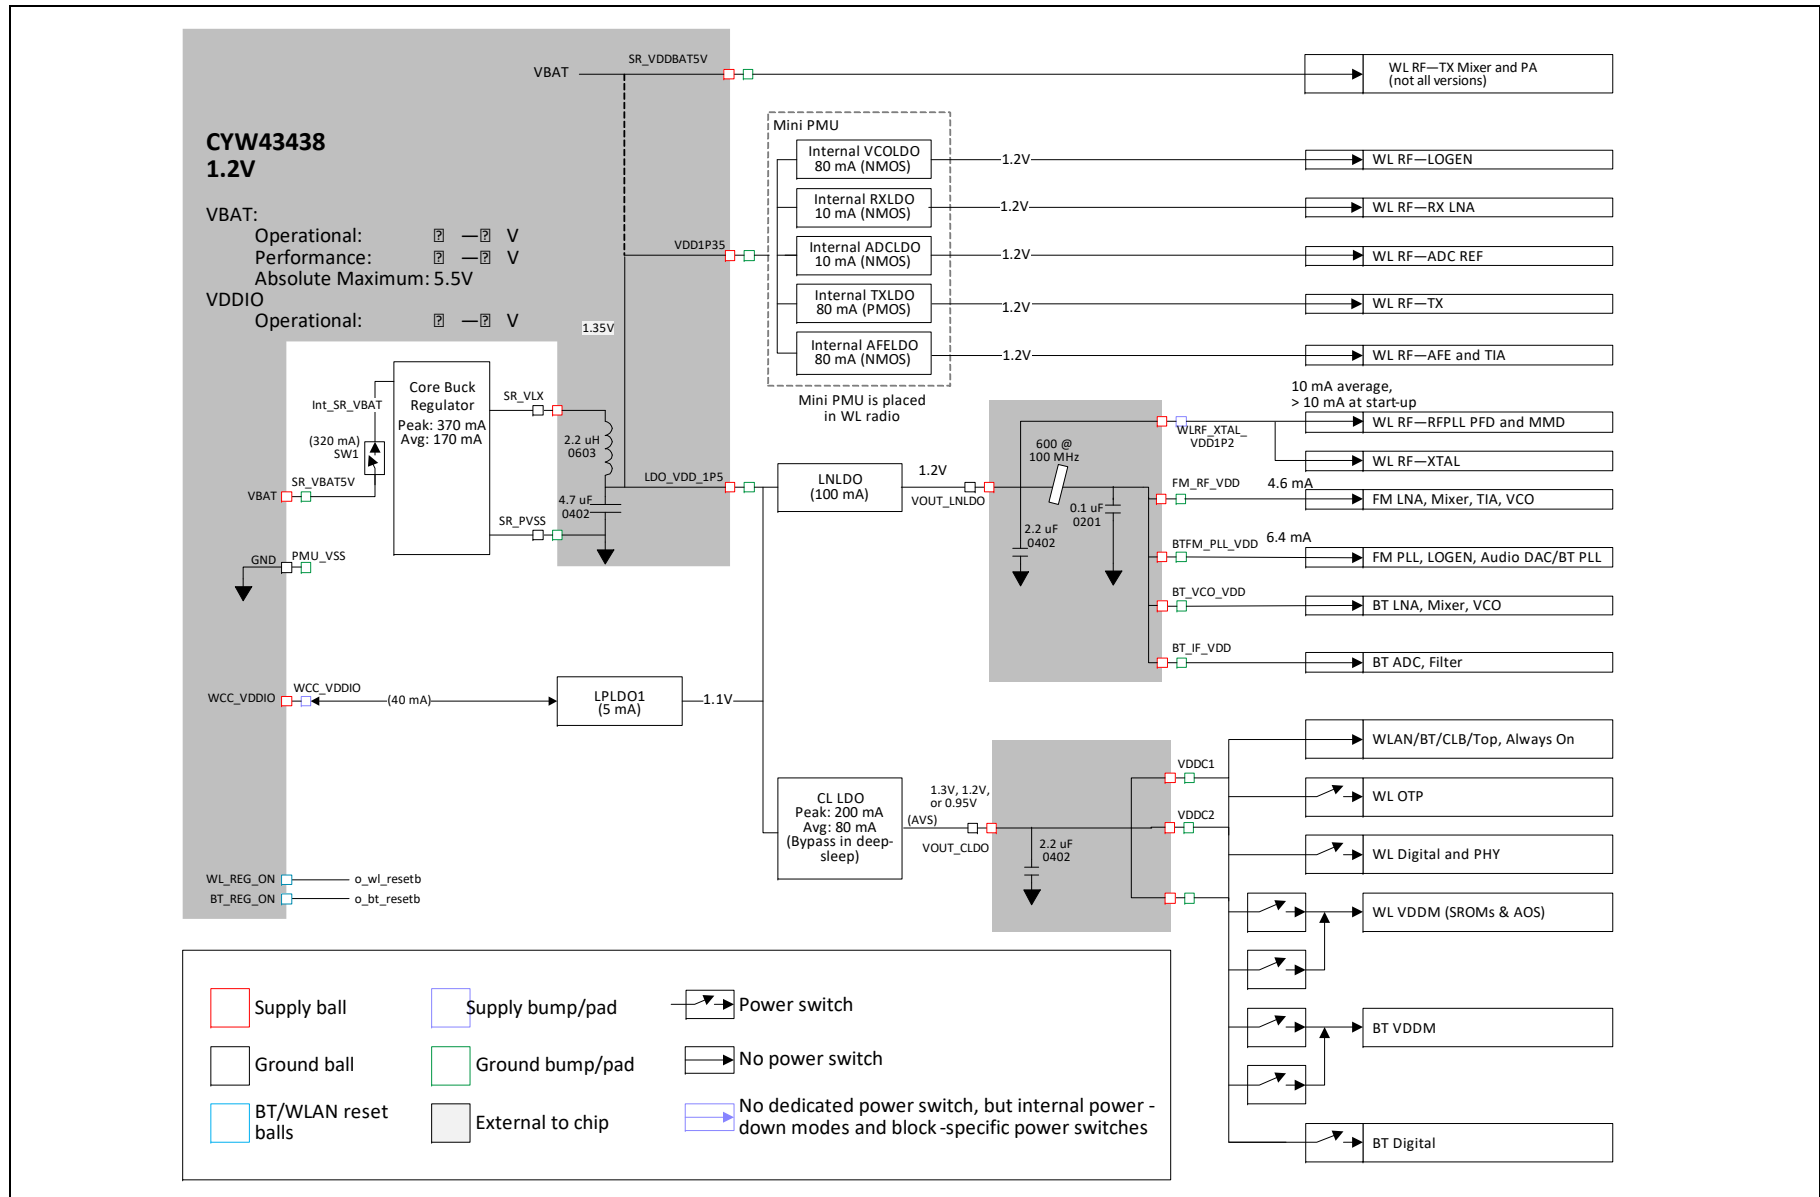 VBAT
SR_VDDBAT5V
WL RF—TX Mixer and PA
(not all versions)
CYW43438
1.2V
VBAT:
Operational: — V
Performance: — V
Absolute Maximum: 5.5V
VDDIO
Operational: — V
Mini PMU
Internal VCOLDO
80 mA (NMOS)
1.2V
WL RF—LOGEN
Internal RXLDO
10 mA (NMOS)
1.2V
WL RF—RX LNA
VDD1P35
Internal ADCLDO
10 mA (NMOS)
1.2V
WL RF—ADC REF
Internal TXLDO
80 mA (PMOS)
1.2V
WL RF—TX
Internal AFELDO
80 mA (NMOS)
1.2V
WL RF—AFE and TIA
Mini PMU is placed
in WL radio
1.35V
Int_SR_VBAT
(320 mA)
SW1
VBAT
SR_VBAT5V
Core Buck
Regulator
Peak: 370 mA
Avg: 170 mA
SR_VLX
2.2 uH
0603
4.7 uF
0402
SR_PVSS
GND
PMU_VSS
LDO_VDD_1P5
LNLDO
(100 mA)
1.2V
VOUT_LNLDO
600 @
100 MHz
2.2 uF
0402
0.1 uF
0201
10 mA average,
> 10 mA at start-up
WLRF_XTAL_
VDD1P2
WL RF—RFPLL PFD and MMD
WL RF—XTAL
FM_RF_VDD
4.6 mA
FM LNA, Mixer, TIA, VCO
BTFM_PLL_VDD
6.4 mA
FM PLL, LOGEN, Audio DAC/BT PLL
BT_VCO_VDD
BT LNA, Mixer, VCO
BT_IF_VDD
BT ADC, Filter
WCC_VDDIO
WCC_VDDIO
(40 mA)
LPLDO1
(5 mA)
1.1V
CL LDO
Peak: 200 mA
Avg: 80 mA
(Bypass in deep-
sleep)
1.3V, 1.2V,
or 0.95V
(AVS)
VOUT_CLDO
2.2 uF
0402
VDDC1
VDDC2
WLAN/BT/CLB/Top, Always On
WL OTP
WL Digital and PHY
WL VDDM (SROMs & AOS)
BT VDDM
BT Digital
WL_REG_ON
o_wl_resetb
BT_REG_ON
o_bt_resetb
Supply ball
Supply bump/pad
Power switch
Ground ball
Ground bump/pad
No power switch
BT/WLAN reset
balls
External to chip
No dedicated power switch, but internal power -
down modes and block -specific power switches